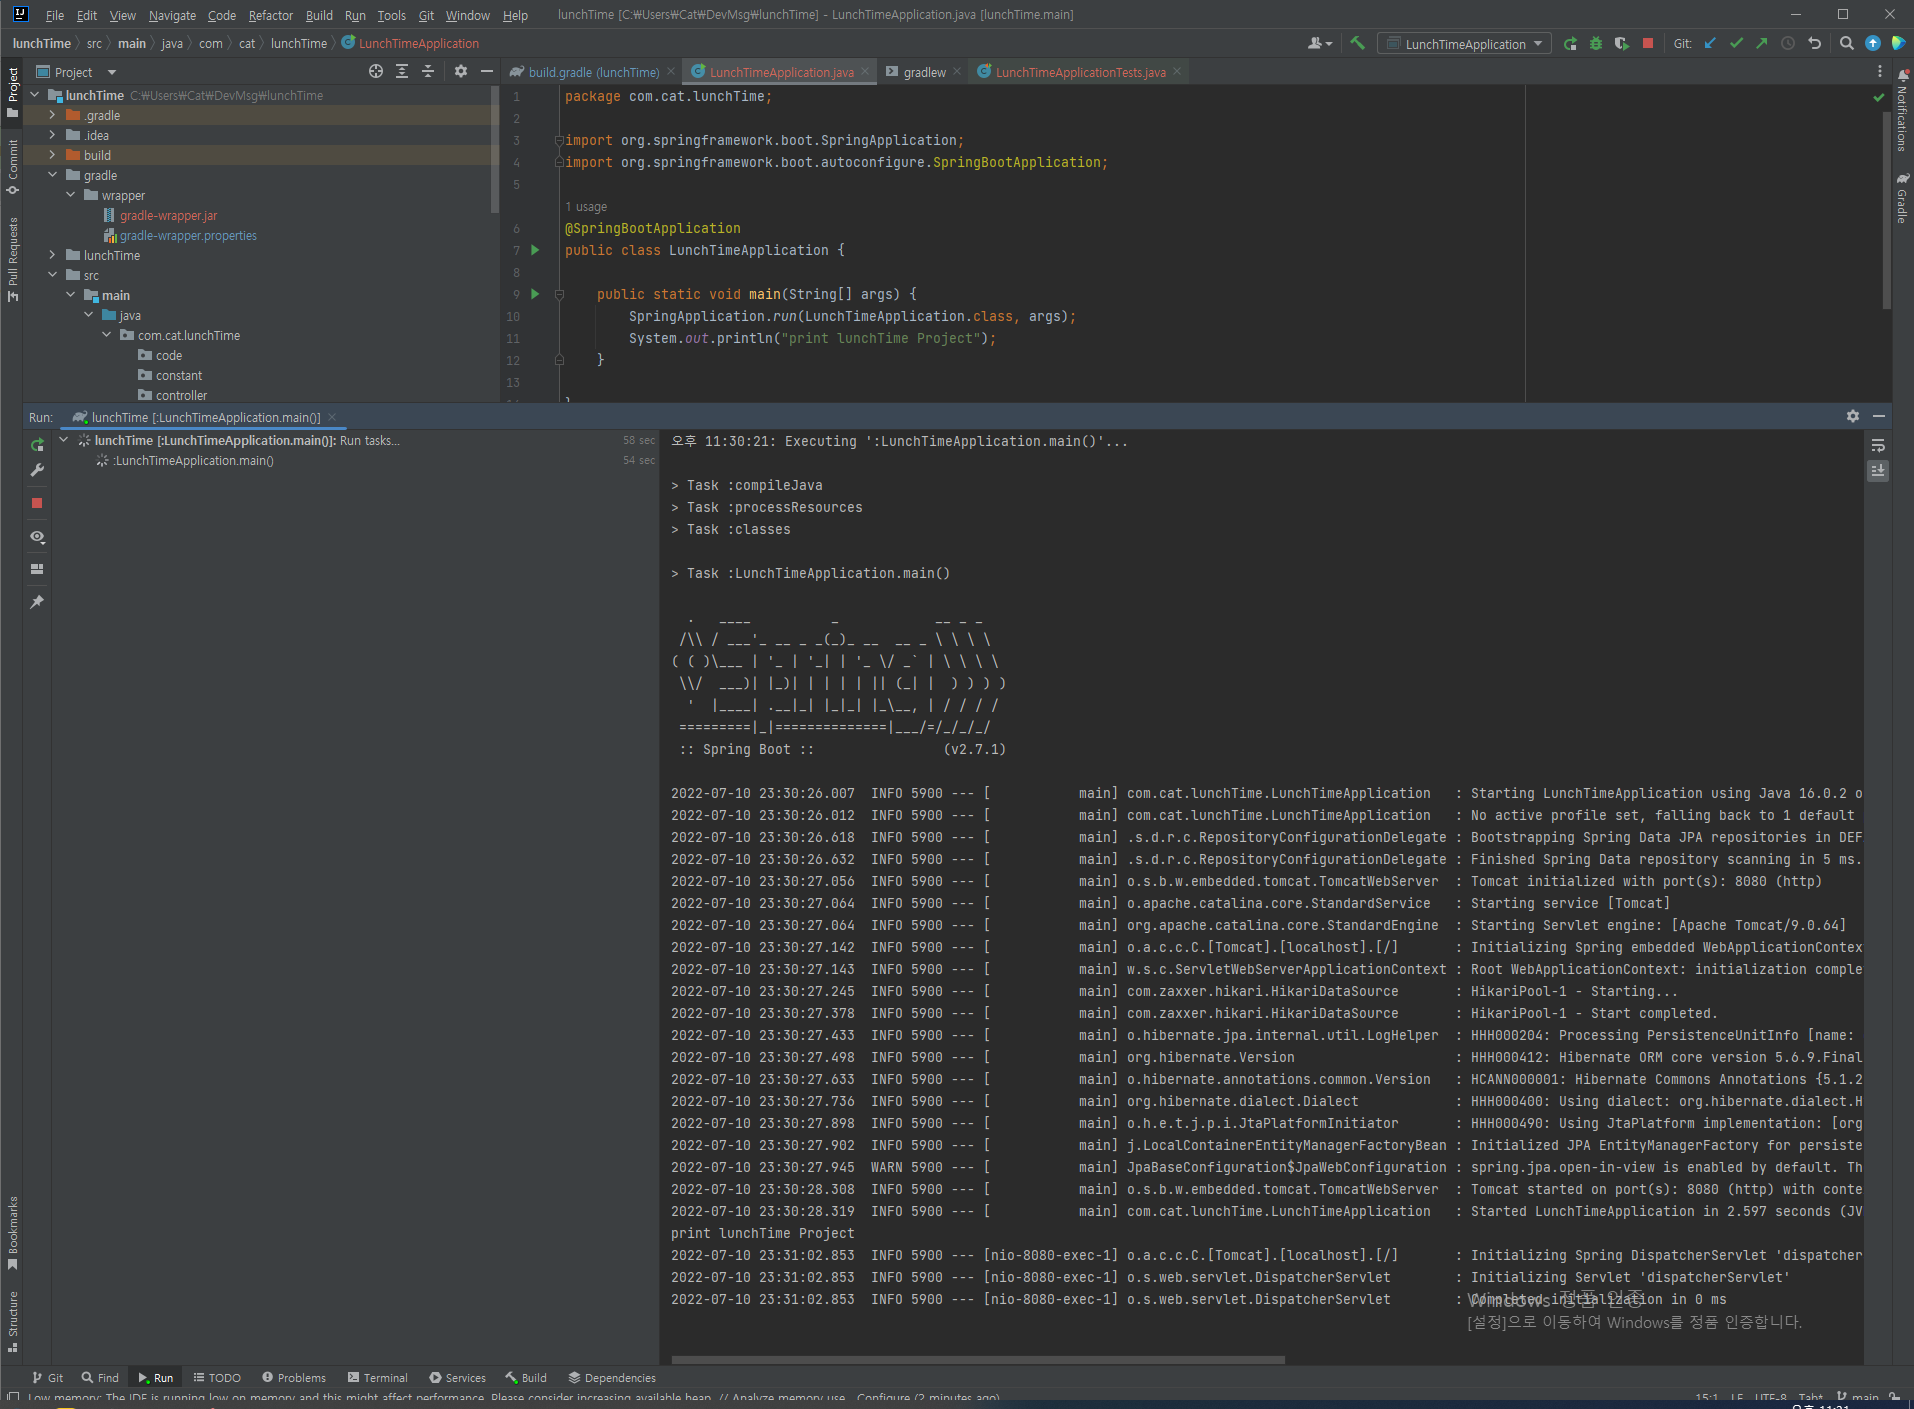 File Edit View Navigate Code Refactor Build Run Tools Git Window Help lunchTime [C:₩Users₩Cat₩DevMsg₩lunchTime] - LunchTimeApplication.java [lunchTime.main]
lunchTime src main java com cat lunchTime LunchTimeApplication LunchTimeApplication Git:
Project build.gradle (lunchTime) LunchTimeApplication.java gradlew LunchTimeApplicationTests.java
Project
Commit
Pull Requests
Bookmarks
Structure
lunchTime C:₩Users₩Cat₩DevMsg₩lunchTime
.gradle
.idea
build
gradle
wrapper
gradle-wrapper.jar
gradle-wrapper.properties
lunchTime
src
main
java
com.cat.lunchTime
code
constant
controller
1 package com.cat.lunchTime;
2
3 import org.springframework.boot.SpringApplication;
4 import org.springframework.boot.autoconfigure.SpringBootApplication;
5
1 usage
6 @SpringBootApplication
7 public class LunchTimeApplication {
8
9 public static void main(String[] args) {
10 SpringApplication.run(LunchTimeApplication.class, args);
11 System.out.println("print lunchTime Project");
12 }
13
Notifications
Gradle
Run: lunchTime [:LunchTimeApplication.main()]
lunchTime [:LunchTimeApplication.main()]: Run tasks... 58 sec
:LunchTimeApplication.main() 54 sec
오후 11:30:21: Executing ':LunchTimeApplication.main()'...
> Task :compileJava
> Task :processResources
> Task :classes
> Task :LunchTimeApplication.main()
:: Spring Boot :: (v2.7.1)
2022-07-10 23:30:26.007 INFO 5900 --- [ main] com.cat.lunchTime.LunchTimeApplication : Starting LunchTimeApplication using Java 16.0.2 o
2022-07-10 23:30:26.012 INFO 5900 --- [ main] com.cat.lunchTime.LunchTimeApplication : No active profile set, falling back to 1 default
2022-07-10 23:30:26.618 INFO 5900 --- [ main] .s.d.r.c.RepositoryConfigurationDelegate : Bootstrapping Spring Data JPA repositories in DEF
2022-07-10 23:30:26.632 INFO 5900 --- [ main] .s.d.r.c.RepositoryConfigurationDelegate : Finished Spring Data repository scanning in 5 ms.
2022-07-10 23:30:27.056 INFO 5900 --- [ main] o.s.b.w.embedded.tomcat.TomcatWebServer : Tomcat initialized with port(s): 8080 (http)
2022-07-10 23:30:27.064 INFO 5900 --- [ main] o.apache.catalina.core.StandardService : Starting service [Tomcat]
2022-07-10 23:30:27.064 INFO 5900 --- [ main] org.apache.catalina.core.StandardEngine : Starting Servlet engine: [Apache Tomcat/9.0.64]
2022-07-10 23:30:27.142 INFO 5900 --- [ main] o.a.c.c.C.[Tomcat].[localhost].[/] : Initializing Spring embedded WebApplicationContex
2022-07-10 23:30:27.143 INFO 5900 --- [ main] w.s.c.ServletWebServerApplicationContext : Root WebApplicationContext: initialization comple
2022-07-10 23:30:27.245 INFO 5900 --- [ main] com.zaxxer.hikari.HikariDataSource : HikariPool-1 - Starting...
2022-07-10 23:30:27.378 INFO 5900 --- [ main] com.zaxxer.hikari.HikariDataSource : HikariPool-1 - Start completed.
2022-07-10 23:30:27.433 INFO 5900 --- [ main] o.hibernate.jpa.internal.util.LogHelper : HHH000204: Processing PersistenceUnitInfo [name:
2022-07-10 23:30:27.498 INFO 5900 --- [ main] org.hibernate.Version : HHH000412: Hibernate ORM core version 5.6.9.Final
2022-07-10 23:30:27.633 INFO 5900 --- [ main] o.hibernate.annotations.common.Version : HCANN000001: Hibernate Commons Annotations {5.1.2
2022-07-10 23:30:27.736 INFO 5900 --- [ main] org.hibernate.dialect.Dialect : HHH000400: Using dialect: org.hibernate.dialect.H
2022-07-10 23:30:27.898 INFO 5900 --- [ main] o.h.e.t.j.p.i.JtaPlatformInitiator : HHH000490: Using JtaPlatform implementation: [org
2022-07-10 23:30:27.902 INFO 5900 --- [ main] j.LocalContainerEntityManagerFactoryBean : Initialized JPA EntityManagerFactory for persiste
2022-07-10 23:30:27.945 WARN 5900 --- [ main] JpaBaseConfiguration$JpaWebConfiguration : spring.jpa.open-in-view is enabled by default. Th
2022-07-10 23:30:28.308 INFO 5900 --- [ main] o.s.b.w.embedded.tomcat.TomcatWebServer : Tomcat started on port(s): 8080 (http) with conte
2022-07-10 23:30:28.319 INFO 5900 --- [ main] com.cat.lunchTime.LunchTimeApplication : Started LunchTimeApplication in 2.597 seconds (JV
print lunchTime Project
2022-07-10 23:31:02.853 INFO 5900 --- [nio-8080-exec-1] o.a.c.c.C.[Tomcat].[localhost].[/] : Initializing Spring DispatcherServlet 'dispatcher
2022-07-10 23:31:02.853 INFO 5900 --- [nio-8080-exec-1] o.s.web.servlet.DispatcherServlet : Initializing Servlet 'dispatcherServlet'
2022-07-10 23:31:02.853 INFO 5900 --- [nio-8080-exec-1] o.s.web.servlet.DispatcherServlet : Completed initialization in 0 ms
Windows 정품 인증
[설정]으로 이동하여 Windows를 정품 인증합니다.
Git Find Run TODO Problems Terminal Services Build Dependencies
Low memory: The IDE is running low on memory and this might affect performance. Please consider increasing available heap. // Analyze memory use Configure (2 minutes ago) 15:1 LF UTF-8 Tab* main
오후 11:31